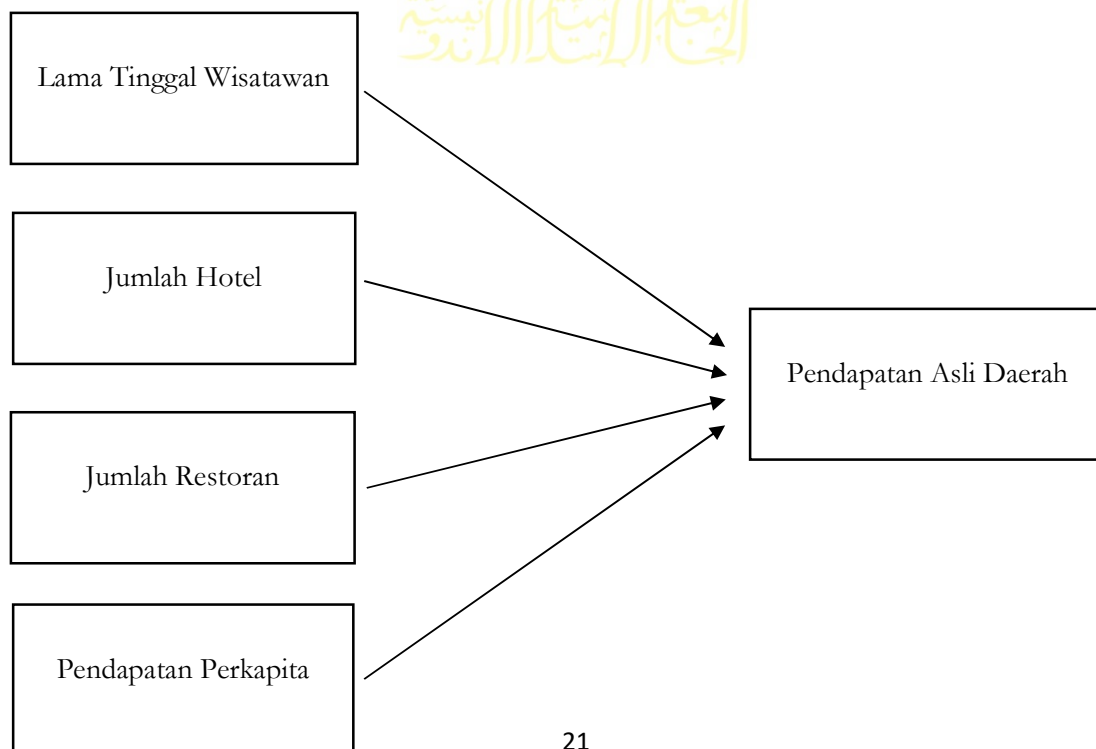 Lama Tinggal Wisatawan
Jumlah Hotel
Pendapatan Asli Daerah
Jumlah Restoran
Pendapatan Perkapita
21